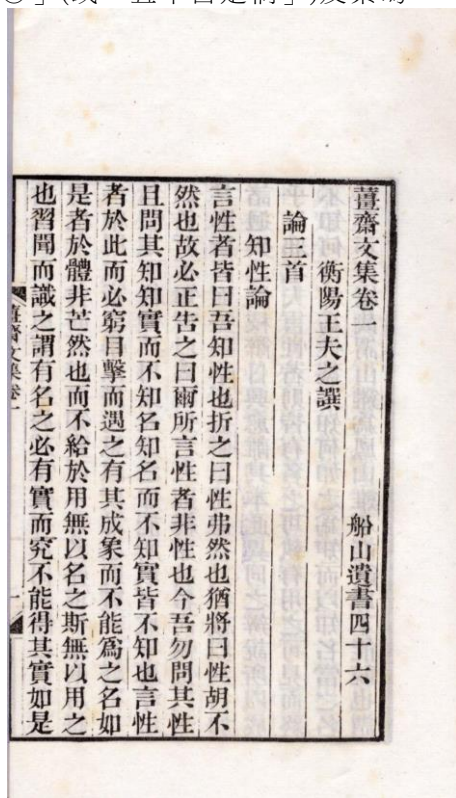 薑齋文集卷一　船山遺書四十六
衡陽王夫之譔
論三首
知性論
言性者皆曰吾知性也折之曰性弗然也猶將曰性胡不
然也故必正告之曰爾所言性者非性也今吾勿問其性
且問其知知實而不知名知名而不知實皆不知也言性
者於此而必窮目擊而遇之有其成象而不能爲之名如
是者於體非芒然也而不給於用無以名之斯無以用之
也習聞而識之謂有名之必有實而究不能得其實如是
薑齋文集卷一　一